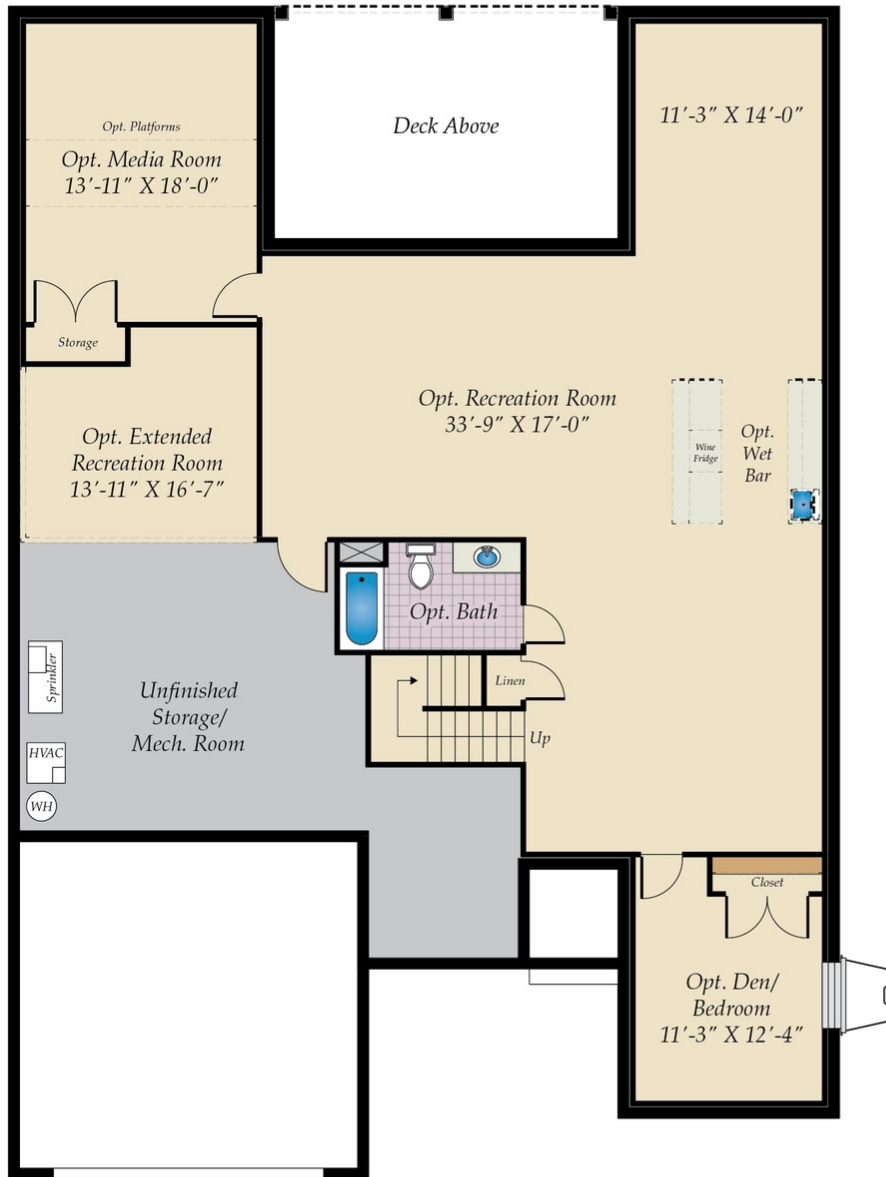 Opt. Platforms
Opt. Media Room
13'-11" X 18'-0"
Deck Above
11'-3" X 14'-0"
Storage
Opt. Extended
Recreation Room
13'-11" X 16'-7"
Opt. Recreation Room
33'-9" X 17'-0"
Wine
Fridge
Opt.
Wet
Bar
Opt. Bath
Linen
Up
Sprinkler
HVAC
WH
Unfinished
Storage/
Mech. Room
Closet
Opt. Den/
Bedroom
11'-3" X 12'-4"